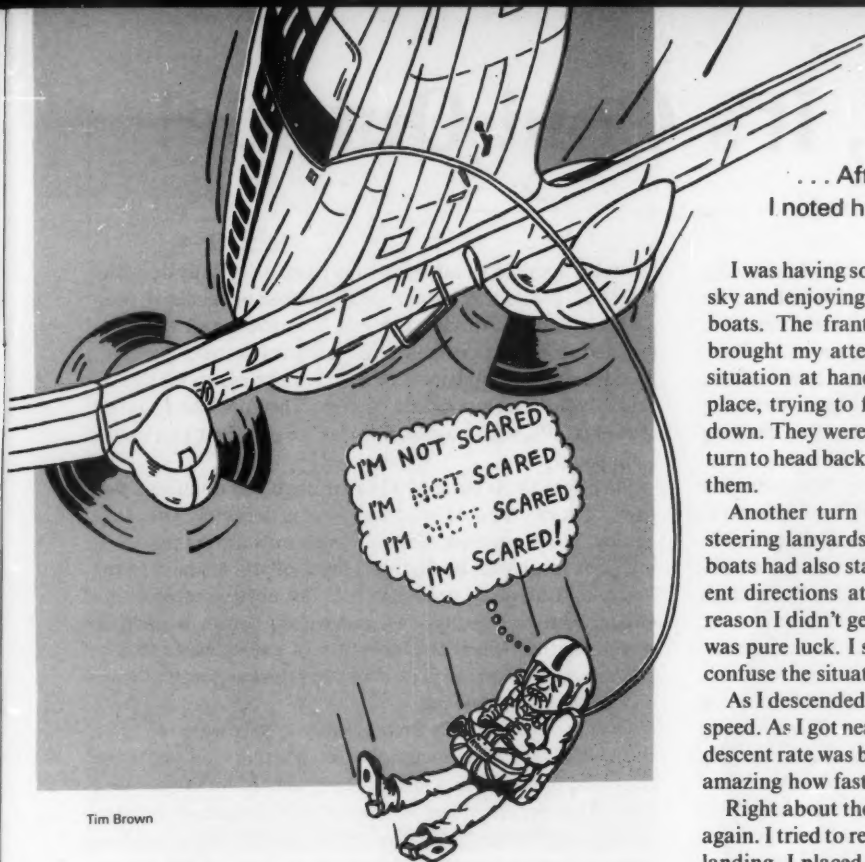 I'M NOT SCARED
I'M NOT SCARED
I'M NOT SCARED
I'M SCARED!
Tim Brown
. . . Af
I noted h
I was having so
sky and enjoying
boats. The frant
brought my atte
situation at hand
place, trying to f
down. They were
turn to head back
them.
Another turn
steering lanyards
boats had also sta
ent directions at
reason I didn't ge
was pure luck. I s
confuse the situat
As I descended
speed. As I got nea
descent rate was b
amazing how fast
Right about the
again. I tried to re
landing. I placed